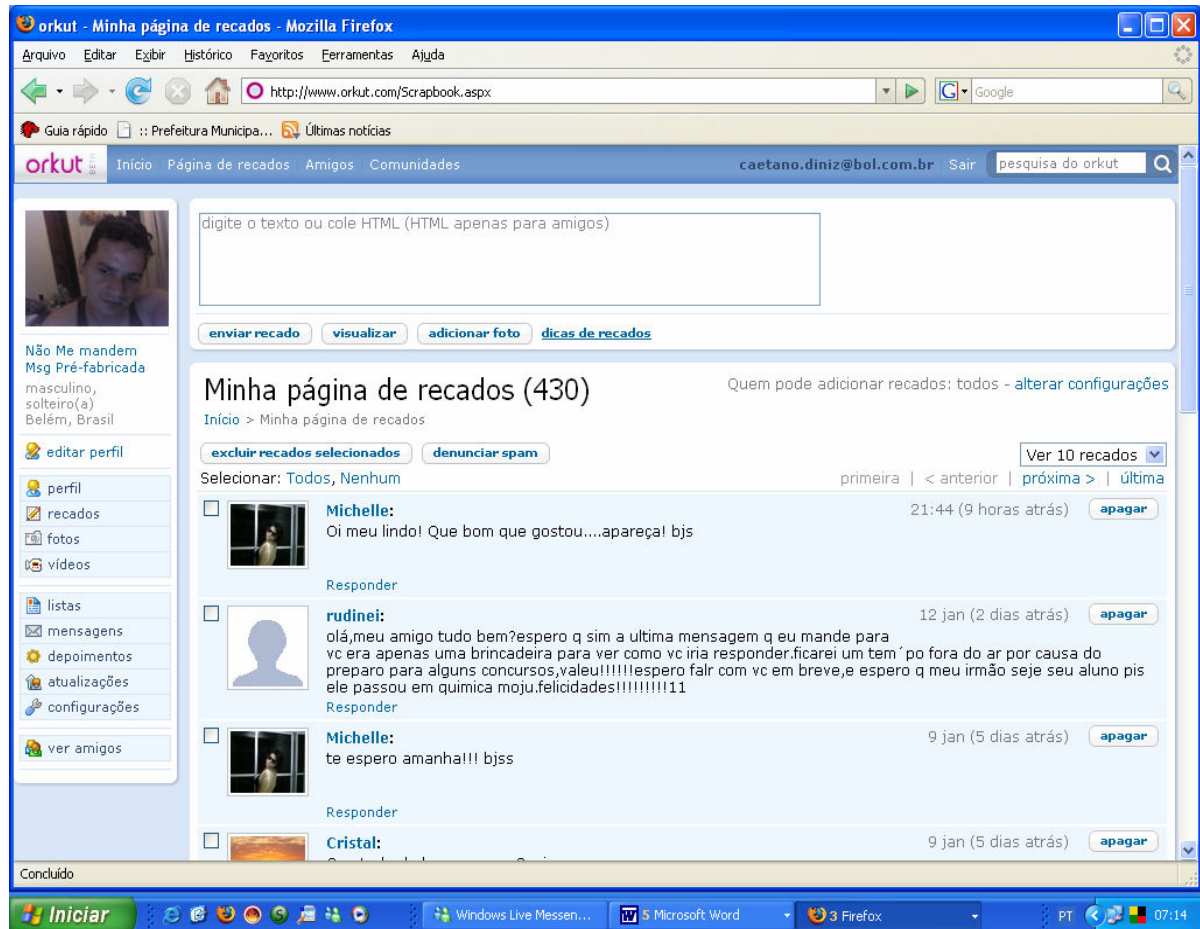 orkut - Minha página de recados - Mozilla Firefox
Arquivo Editar Exibir Histórico Favoritos Ferramentas Ajuda
http://www.orkut.com/Scrapbook.aspx G Google
Guia rápido :: Prefeitura Municipa... Últimas notícias
orkut BETA Início Página de recados Amigos Comunidades caetano.diniz@bol.com.br Sair pesquisa do orkut
digite o texto ou cole HTML (HTML apenas para amigos)
enviar recado visualizar adicionar foto dicas de recados
Não Me mandem
Msg Pré-fabricada
masculino,
solteiro(a)
Belém, Brasil
editar perfil
perfil
recados
fotos
vídeos
listas
mensagens
depoimentos
atualizações
configurações
ver amigos
Minha página de recados (430)
Quem pode adicionar recados: todos - alterar configurações
Início > Minha página de recados
excluir recados selecionados denunciar spam
Ver 10 recados
Selecionar: Todos, Nenhum
primeira | < anterior | próxima > | última
Michelle: 21:44 (9 horas atrás) apagar
Oi meu lindo! Que bom que gostou....apareça! bjs
Responder
rudinei: 12 jan (2 dias atrás) apagar
olá,meu amigo tudo bem?espero q sim a ultima mensagem q eu mande para
vc era apenas uma brincadeira para ver como vc iria responder.ficarei um tem´po fora do ar por causa do
preparo para alguns concursos,valeu!!!!!!espero falr com vc em breve,e espero q meu irmão seje seu aluno pis
ele passou em quimica moju.felicidades!!!!!!!!!11
Responder
Michelle: 9 jan (5 dias atrás) apagar
te espero amanha!!! bjss
Responder
Cristal: 9 jan (5 dias atrás) apagar
Concluído
Iniciar Windows Live Messen... 5 Microsoft Word 3 Firefox PT 07:14